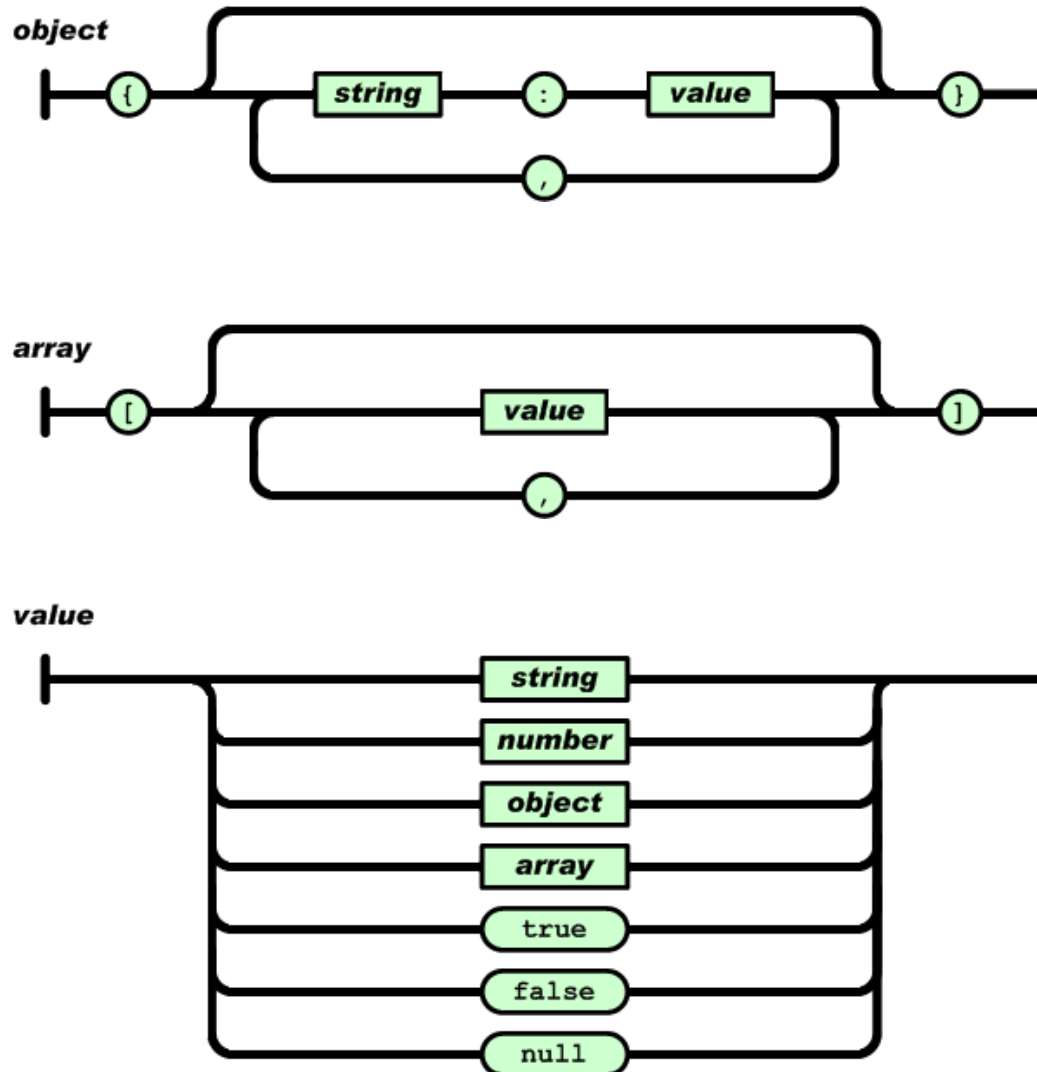 object
{ string : value }
,
array
[ value ]
,
value
string
number
object
array
true
false
null